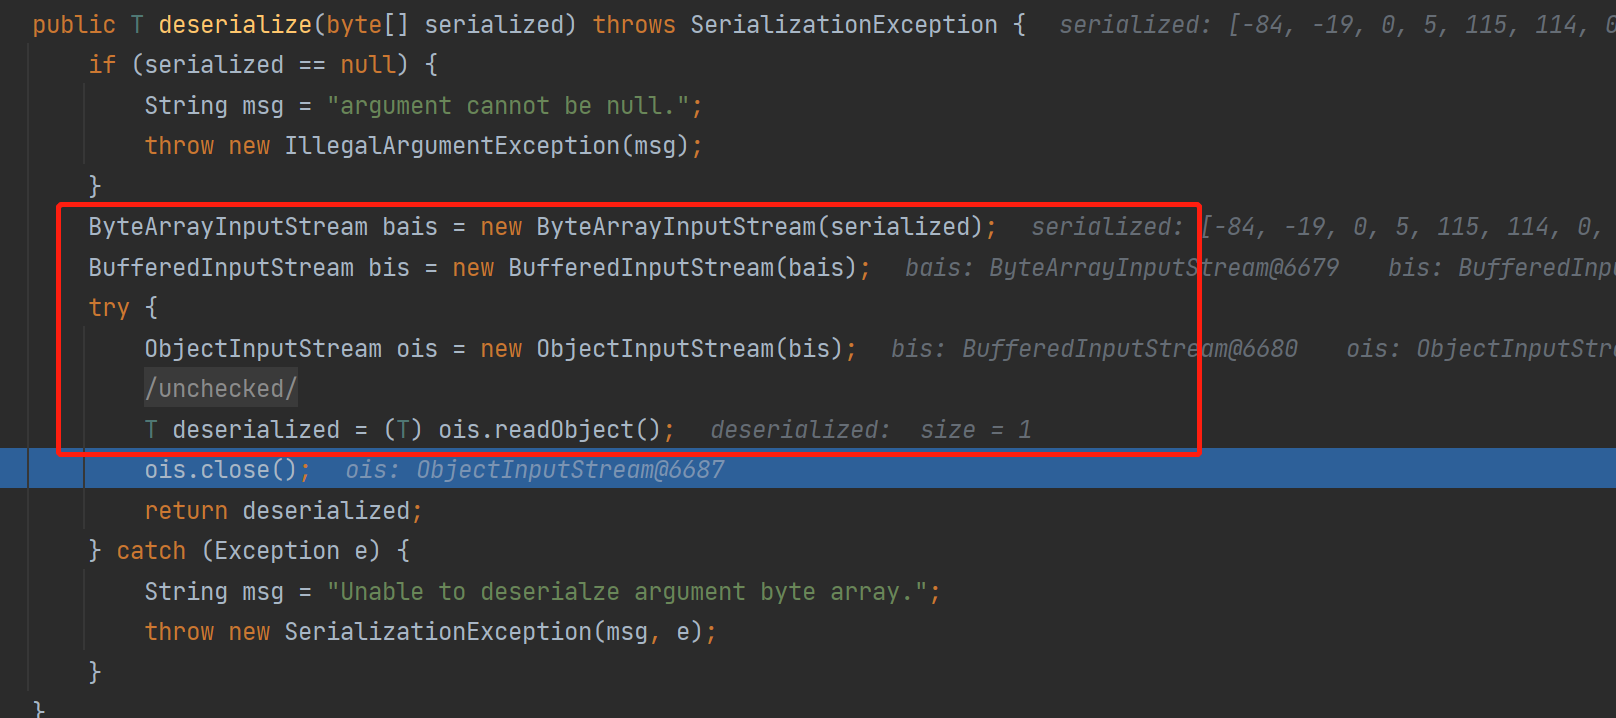 public T deserialize(byte[] serialized) throws SerializationException {  serialized: [-84, -19, 0, 5, 115, 114, 0
if (serialized == null) {
String msg = "argument cannot be null.";
throw new IllegalArgumentException(msg);
}
ByteArrayInputStream bais = new ByteArrayInputStream(serialized);  serialized: [-84, -19, 0, 5, 115, 114, 0,
BufferedInputStream bis = new BufferedInputStream(bais);  bais: ByteArrayInputStream@6679  bis: BufferedInpu
try {
ObjectInputStream ois = new ObjectInputStream(bis);  bis: BufferedInputStream@6680  ois: ObjectInputStre
/unchecked/
T deserialized = (T) ois.readObject();  deserialized:  size = 1
ois.close();  ois: ObjectInputStream@6687
return deserialized;
} catch (Exception e) {
String msg = "Unable to deserialze argument byte array.";
throw new SerializationException(msg, e);
}
}